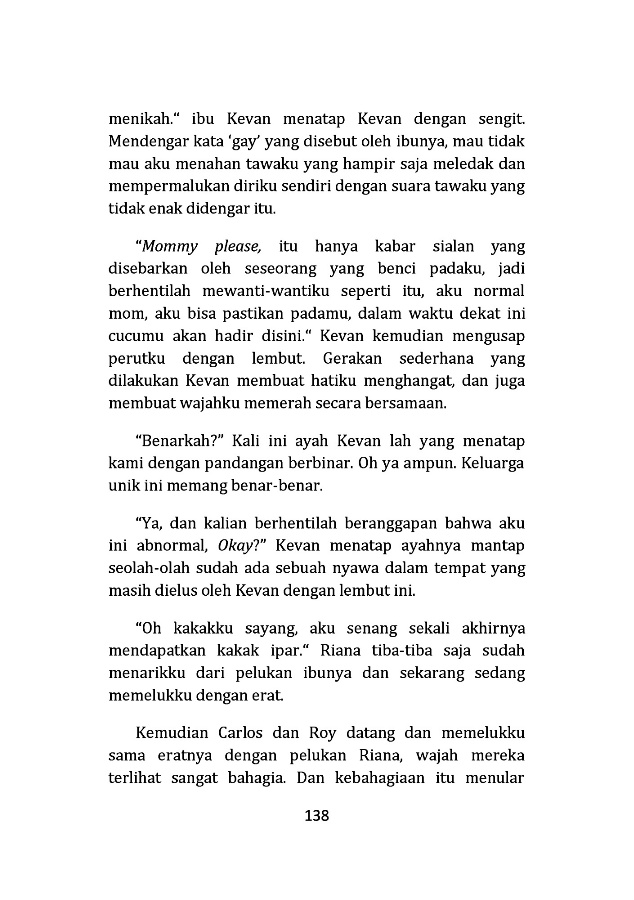 menikah.“ ibu Kevan menatap Kevan dengan sengit.
Mendengar kata ‘gay’ yang disebut oleh ibunya, mau tidak
mau aku menahan tawaku yang hampir saja meledak dan
mempermalukan diriku sendiri dengan suara tawaku yang
tidak enak didengar itu.
“Mommy please, itu hanya kabar sialan yang
disebarkan oleh seseorang yang benci padaku, jadi
berhentilah mewanti-wantiku seperti itu, aku normal
mom, aku bisa pastikan padamu, dalam waktu dekat ini
cucumu akan hadir disini.“ Kevan kemudian mengusap
perutku dengan lembut. Gerakan sederhana yang
dilakukan Kevan membuat hatiku menghangat, dan juga
membuat wajahku memerah secara bersamaan.
“Benarkah?” Kali ini ayah Kevan lah yang menatap
kami dengan pandangan berbinar. Oh ya ampun. Keluarga
unik ini memang benar-benar.
“Ya, dan kalian berhentilah beranggapan bahwa aku
ini abnormal, Okay?” Kevan menatap ayahnya mantap
seolah-olah sudah ada sebuah nyawa dalam tempat yang
masih dielus oleh Kevan dengan lembut ini.
“Oh kakakku sayang, aku senang sekali akhirnya
mendapatkan kakak ipar.“ Riana tiba-tiba saja sudah
menarikku dari pelukan ibunya dan sekarang sedang
memelukku dengan erat.
Kemudian Carlos dan Roy datang dan memelukku
sama eratnya dengan pelukan Riana, wajah mereka
terlihat sangat bahagia. Dan kebahagiaan itu menular
138